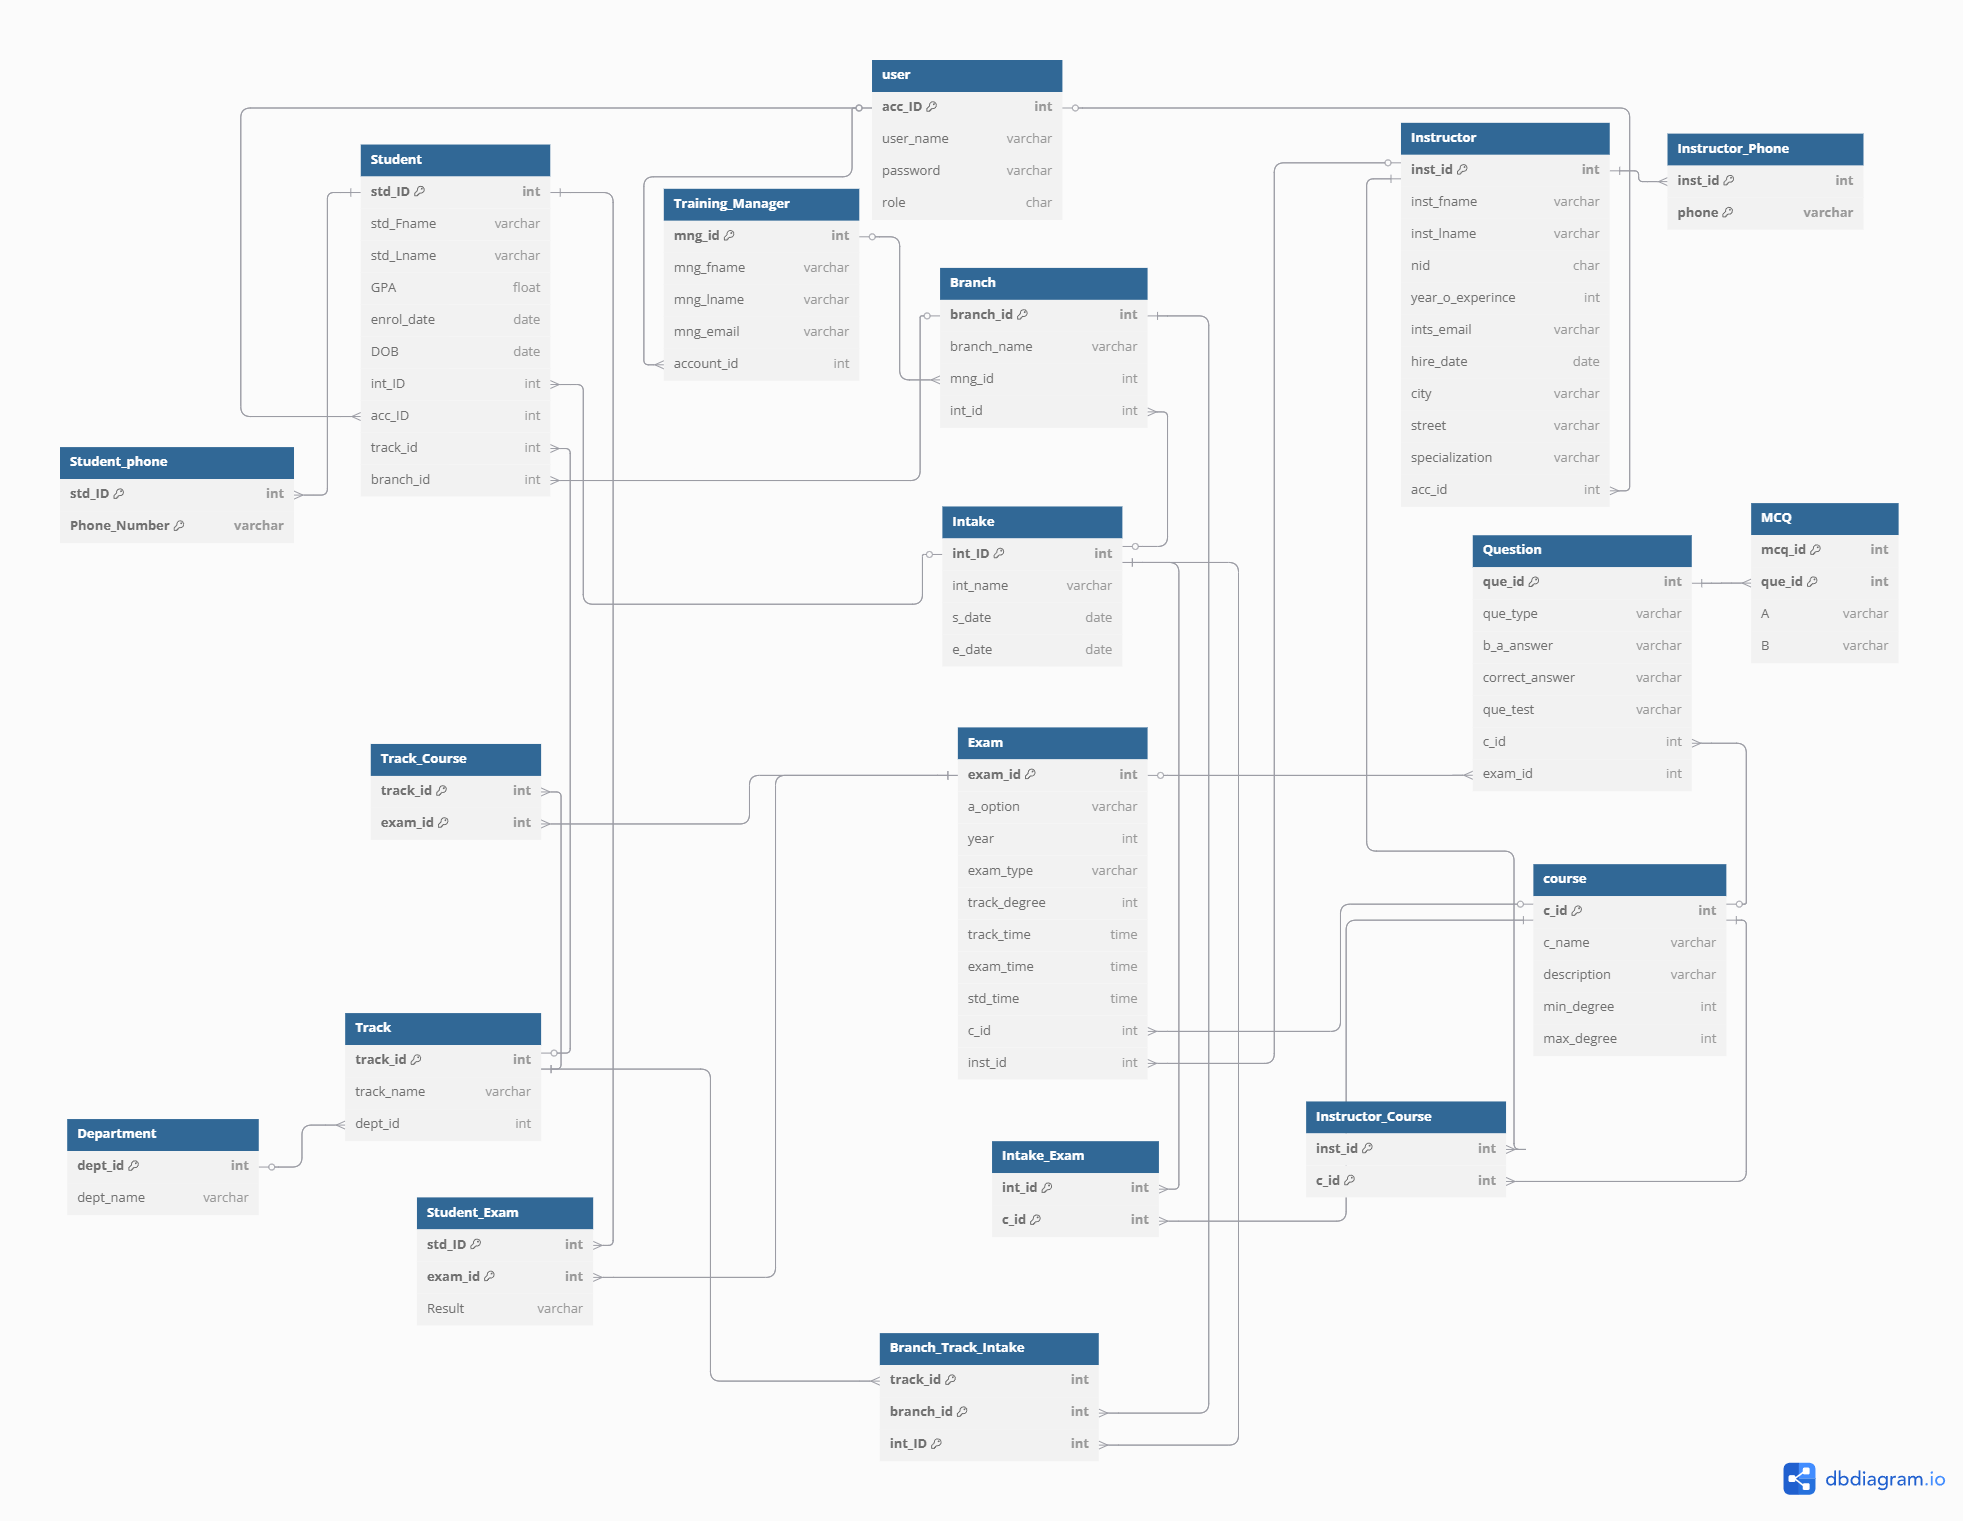 user
acc_ID int
user_name varchar
password varchar
role char
Student
std_ID int
std_Fname varchar
std_Lname varchar
GPA float
enrol_date date
DOB date
int_ID int
acc_ID int
track_id int
branch_id int
Training_Manager
mng_id int
mng_fname varchar
mng_lname varchar
mng_email varchar
account_id int
Branch
branch_id int
branch_name varchar
mng_id int
int_id int
Instructor
inst_id int
inst_fname varchar
inst_lname varchar
nid char
year_o_experince int
ints_email varchar
hire_date date
city varchar
street varchar
specialization varchar
acc_id int
Instructor_Phone
inst_id int
phone varchar
Student_phone
std_ID int
Phone_Number varchar
Intake
int_ID int
int_name varchar
s_date date
e_date date
Question
que_id int
que_type varchar
b_a_answer varchar
correct_answer varchar
que_test varchar
c_id int
exam_id int
MCQ
mcq_id int
que_id int
A varchar
B varchar
Track_Course
track_id int
exam_id int
Exam
exam_id int
a_option varchar
year int
exam_type varchar
track_degree int
track_time time
exam_time time
std_time time
c_id int
inst_id int
course
c_id int
c_name varchar
description varchar
min_degree int
max_degree int
Track
track_id int
track_name varchar
dept_id int
Department
dept_id int
dept_name varchar
Student_Exam
std_ID int
exam_id int
Result varchar
Intake_Exam
int_id int
c_id int
Instructor_Course
inst_id int
c_id int
Branch_Track_Intake
track_id int
branch_id int
int_ID int
dbdiagram.io